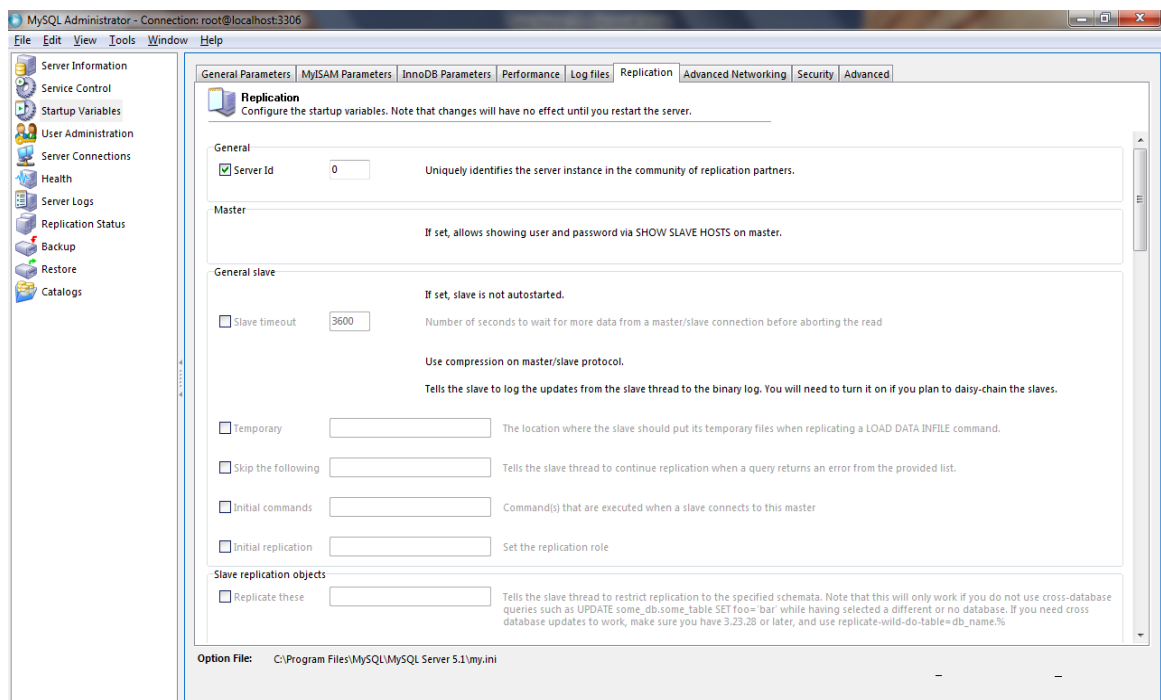 MySQL Administrator - Connection: root@localhost:3306
File Edit View Tools Window Help
Server Information
Service Control
Startup Variables
User Administration
Server Connections
Health
Server Logs
Replication Status
Backup
Restore
Catalogs
General Parameters MyISAM Parameters InnoDB Parameters Performance Log files Replication Advanced Networking Security Advanced
Replication
Configure the startup variables. Note that changes will have no effect until you restart the server.
General
Server Id 0 Uniquely identifies the server instance in the community of replication partners.
Master
If set, allows showing user and password via SHOW SLAVE HOSTS on master.
General slave
If set, slave is not autostarted.
Slave timeout 3600 Number of seconds to wait for more data from a master/slave connection before aborting the read
Use compression on master/slave protocol.
Tells the slave to log the updates from the slave thread to the binary log. You will need to turn it on if you plan to daisy-chain the slaves.
Temporary The location where the slave should put its temporary files when replicating a LOAD DATA INFILE command.
Skip the following Tells the slave thread to continue replication when a query returns an error from the provided list.
Initial commands Command(s) that are executed when a slave connects to this master
Initial replication Set the replication role
Slave replication objects
Replicate these Tells the slave thread to restrict replication to the specified schemata. Note that this will only work if you do not use cross-database
queries such as UPDATE some_db.some_table SET foo=`bar` while having selected a different or no database. If you need cross
database updates to work, make sure you have 3.23.28 or later, and use replicate-wild-do-table=db_name.%
Option File: C:\Program Files\MySQL\MySQL Server 5.1\my.ini